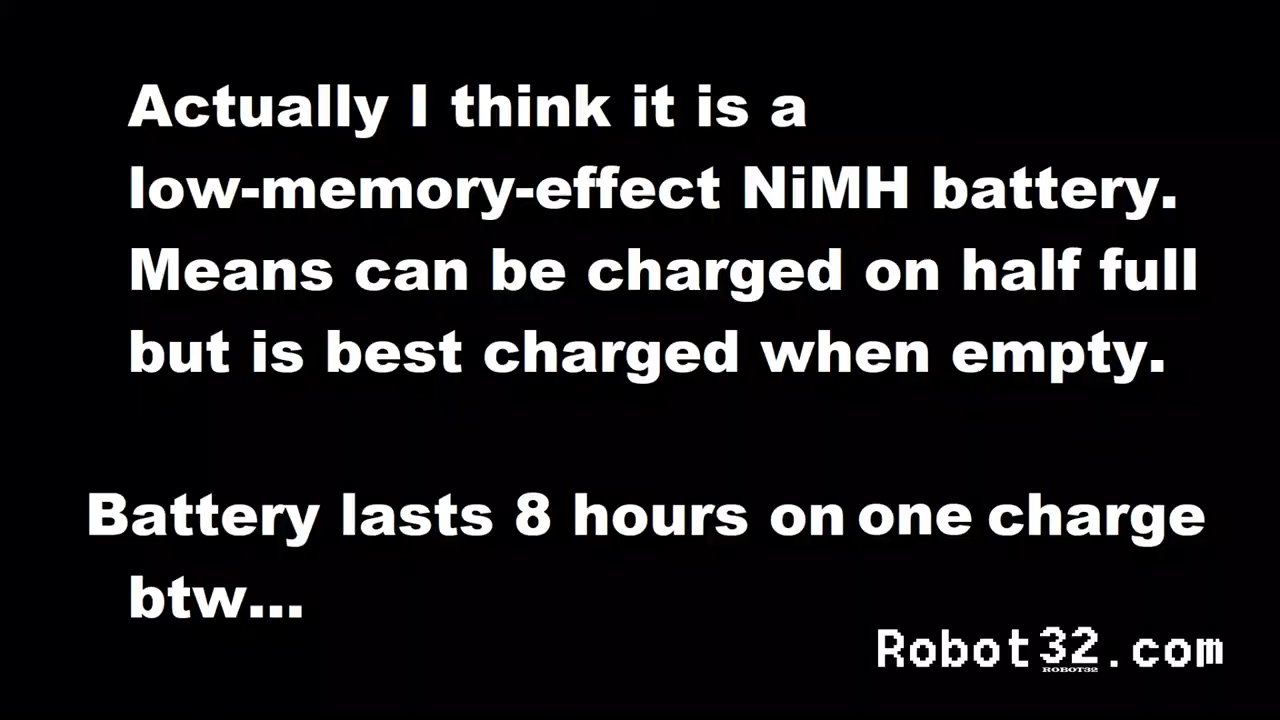 Actually I think it is a
low-memory-effect NiMH battery.
Means can be charged on half full
but is best charged when empty.
Battery lasts 8 hours on one charge
btw...
Robot32.com
ROBOT32